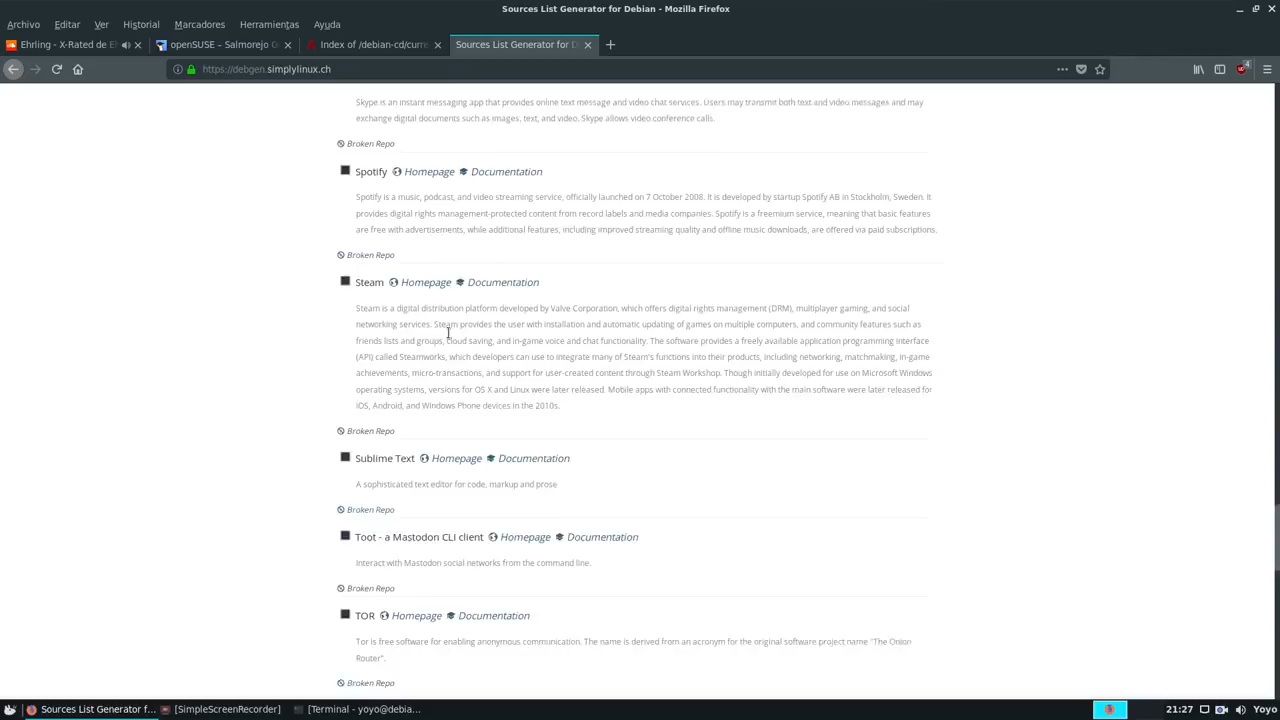 Sources List Generator for Debian - Mozilla Firefox
Archivo Editar Ver Historial Marcadores Herramientas Ayuda
Ehrling - X-Rated de E
openSUSE – Salmorejo G
Index of /debian-cd/curr
Sources List Generator for D
https://debgen.simplylinux.ch
4
Skype is an instant messaging app that provides online text message and video chat services. Users may transmit both text and video messages and may
exchange digital documents such as images, text, and video. Skype allows video conference calls.
Broken Repo
Spotify Homepage Documentation
Spotify is a music, podcast, and video streaming service, officially launched on 7 October 2008. It is developed by startup Spotify AB in Stockholm, Sweden. It
provides digital rights management-protected content from record labels and media companies. Spotify is a freemium service, meaning that basic features
are free with advertisements, while additional features, including improved streaming quality and offline music downloads, are offered via paid subscriptions.
Broken Repo
Steam Homepage Documentation
Steam is a digital distribution platform developed by Valve Corporation, which offers digital rights management (DRM), multiplayer gaming, and social
networking services. Steam provides the user with installation and automatic updating of games on multiple computers, and community features such as
friends lists and groups, cloud saving, and in-game voice and chat functionality. The software provides a freely available application programming interface
(API) called Steamworks, which developers can use to integrate many of Steam's functions into their products, including networking, matchmaking, in-game
achievements, micro-transactions, and support for user-created content through Steam Workshop. Though initially developed for use on Microsoft Windows
operating systems, versions for OS X and Linux were later released. Mobile apps with connected functionality with the main software were later released for
iOS, Android, and Windows Phone devices in the 2010s.
Broken Repo
Sublime Text Homepage Documentation
A sophisticated text editor for code, markup and prose
Broken Repo
Toot - a Mastodon CLI client Homepage Documentation
Interact with Mastodon social networks from the command line.
Broken Repo
TOR Homepage Documentation
Tor is free software for enabling anonymous communication. The name is derived from an acronym for the original software project name "The Onion
Router".
Broken Repo
Sources List Generator for f... [SimpleScreenRecorder] [Terminal - yoyo@debia... 21:27 Yoyo